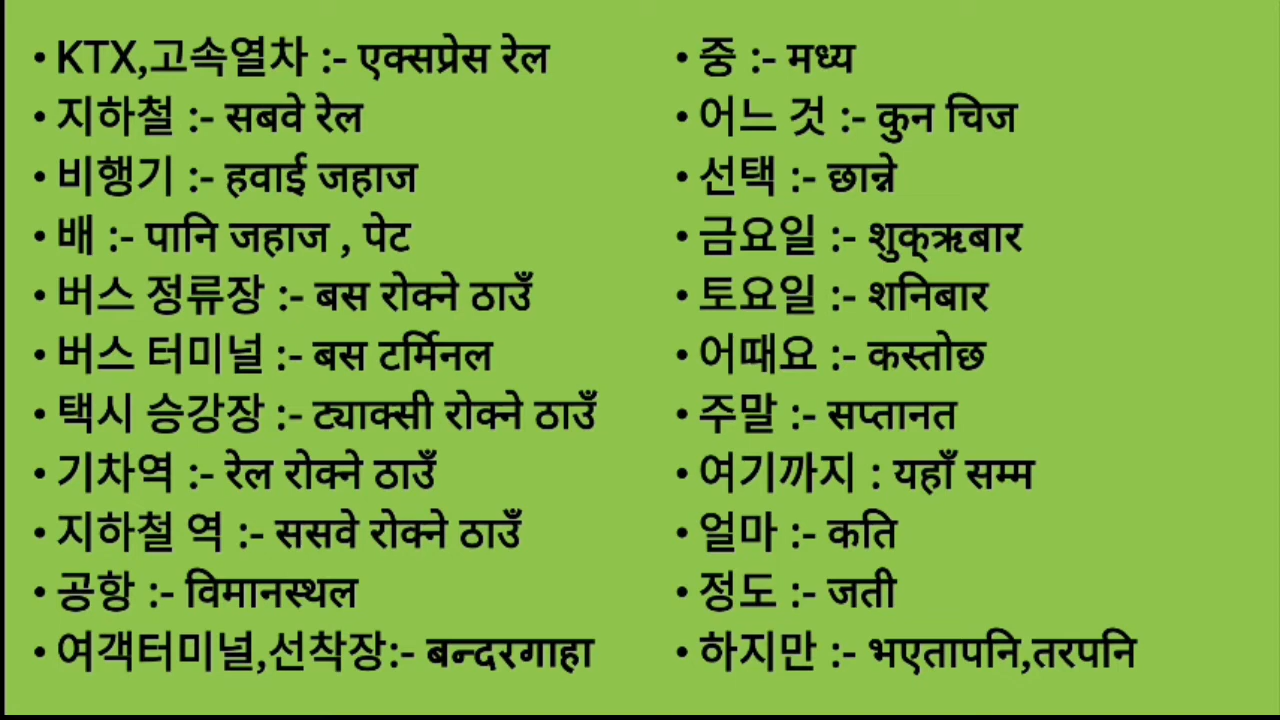 • KTX,고속열차 :- एक्सप्रेस रेल
• 지하철 :- सबवे रेल
• 비행기 :- हवाई जहाज
• 배 :- पानि जहाज , पेट
• 버스 정류장 :- बस रोक्ने ठाउँ
• 버스 터미널 :- बस टर्मिनल
• 택시 승강장 :- ट्याक्सी रोक्ने ठाउँ
• 기차역 :- रेल रोक्ने ठाउँ
• 지하철 역 :- ससवे रोक्ने ठाउँ
• 공항 :- विमानस्थल
• 여객터미널,선착장:- बन्दरगाहा
• 중 :- मध्य
• 어느 것 :- कुन चिज
• 선택 :- छान्ने
• 금요일 :- शुक्ऋबार
• 토요일 :- शनिबार
• 어때요 :- कस्तोछ
• 주말 :- सप्तानत
• 여기까지 : यहाँ सम्म
• 얼마 :- कति
• 정도 :- जती
• 하지만 :- भएतापनि,तरपनि